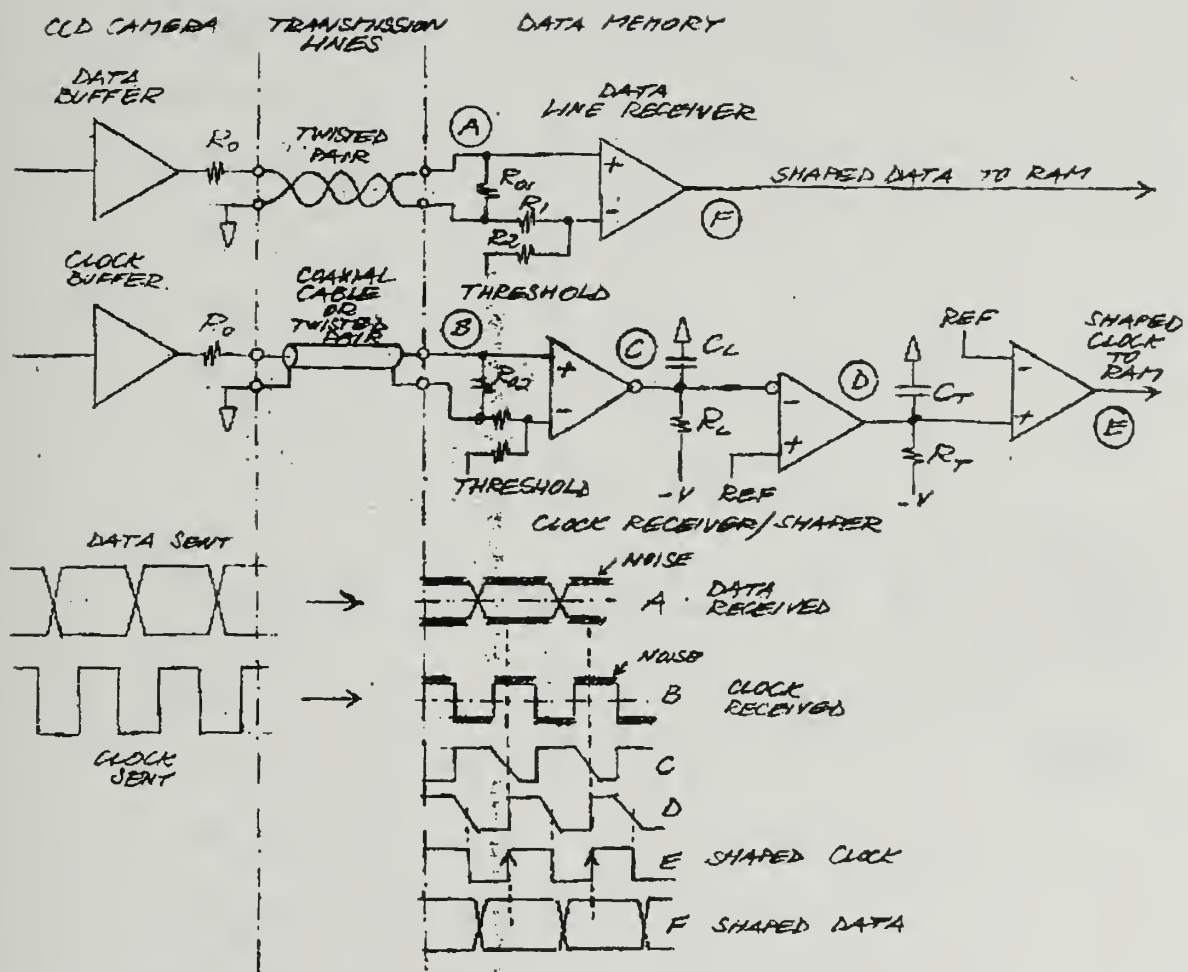 CCD CAMERA
TRANSMISSION
LINES
DATA MEMORY
DATA
BUFFER
R0
TWISTED
PAIR
A
R01
R1
R2
DATA
LINE RECEIVER
+
-
F
SHAPED DATA TO RAM
THRESHOLD
CLOCK
BUFFER
R0
COAXIAL
CABLE
OR
TWISTED
PAIR
B
R02
+
-
THRESHOLD
C
CL
RL
-V
REF
-
+
D
CT
RT
-V
REF
-
+
SHAPED
CLOCK
TO
RAM
E
CLOCK RECEIVER/SHAPER
DATA SENT
NOISE
A DATA
RECEIVED
NOISE
B CLOCK
RECEIVED
CLOCK
SENT
C
D
E SHAPED CLOCK
F SHAPED DATA